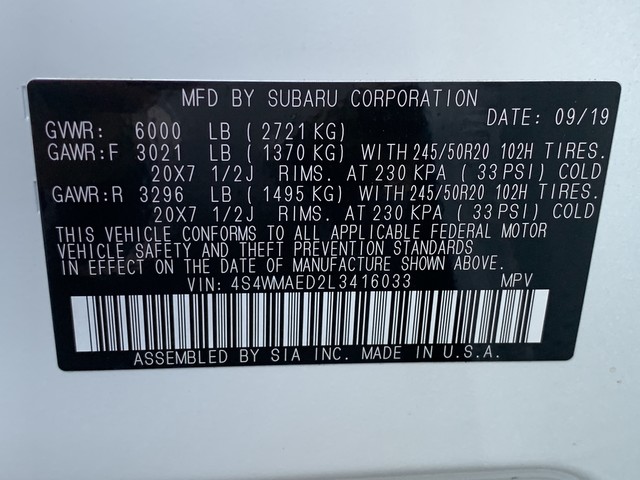 MFD BY SUBARU CORPORATION
DATE: 09/19
GVWR: 6000 LB ( 2721 KG)
GAWR:F 3021 LB ( 1370 KG) WITH 245/50R20 102H TIRES.
20X7 1/2J RIMS. AT 230 KPA ( 33 PSI) COLD
GAWR:R 3296 LB ( 1495 KG) WITH 245/50R20 102H TIRES.
20X7 1/2J RIMS. AT 230 KPA ( 33 PSI) COLD
THIS VEHICLE CONFORMS TO ALL APPLICABLE FEDERAL MOTOR
VEHICLE SAFETY AND THEFT PREVENTION STANDARDS
IN EFFECT ON THE DATE OF MANUFACTURE SHOWN ABOVE.
VIN: 4S4WMAED2L3416033 MPV
ASSEMBLED BY SIA INC. MADE IN U.S.A.